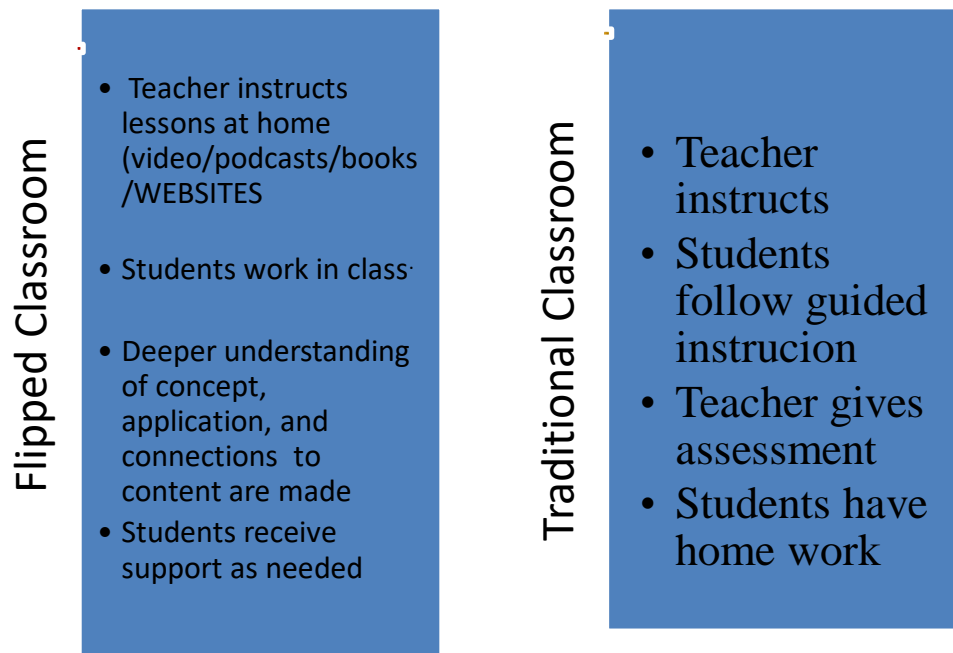 Flipped Classroom
• Teacher instructs
lessons at home
(video/podcasts/books
/WEBSITES
• Students work in class
• Deeper understanding
of concept,
application, and
connections to
content are made
• Students receive
support as needed
Traditional Classroom
• Teacher
instructs
• Students
follow guided
instrucion
• Teacher gives
assessment
• Students have
home work